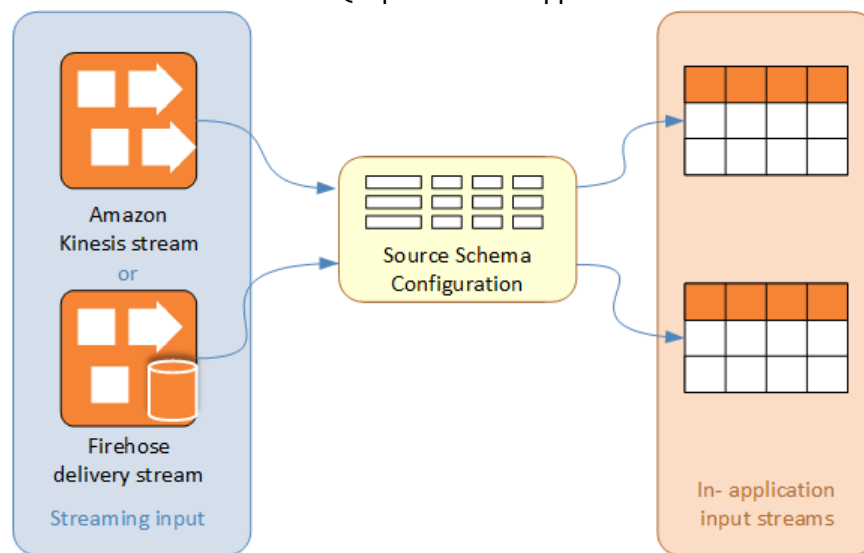 Amazon
Kinesis stream
or
Firehose
delivery stream
Streaming input
Source Schema
Configuration
In- application
input streams